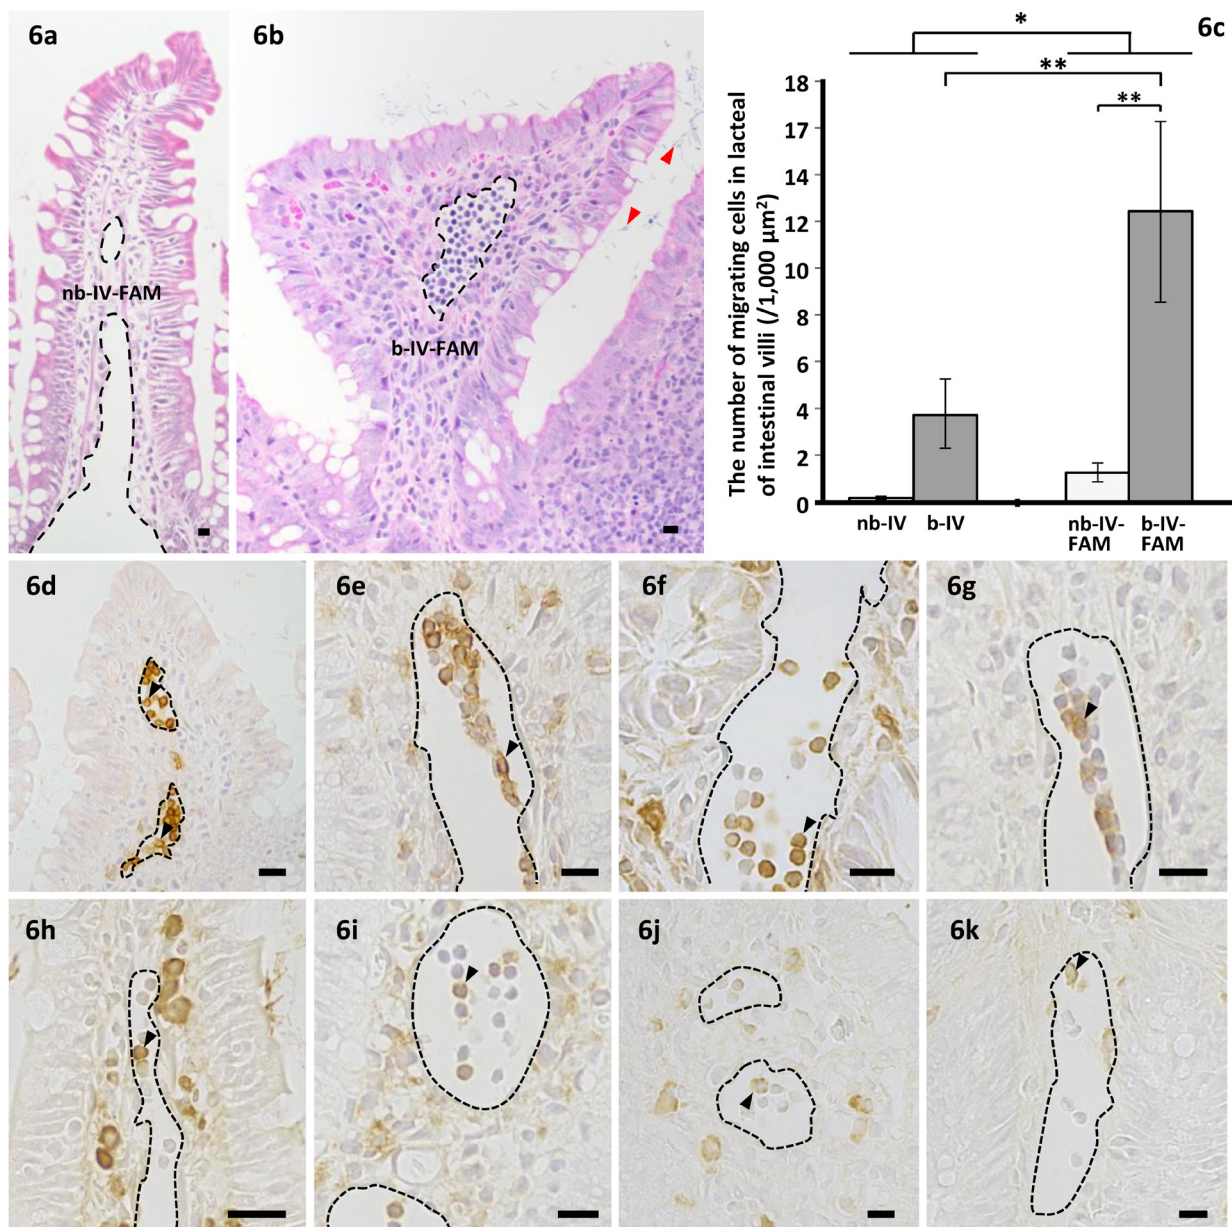 6a
nb-IV-FAM
6b
b-IV-FAM
6c
*
**
**
The number of migrating cells in lacteal
of intestinal villi (/1,000 μm²)
18
17
14
12
10
8
6
4
2
0
nb-IV
b-IV
nb-IV-
FAM
b-IV-
FAM
6d
6e
6f
6g
6h
6i
6j
6k